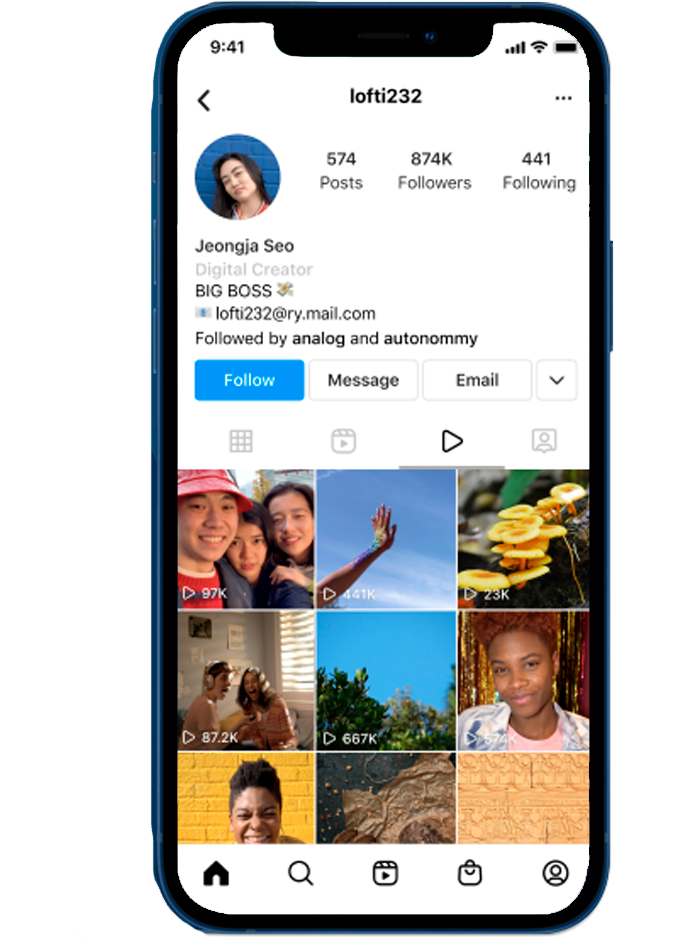 9:41
lofti232
574 874K 441
Posts Followers Following
Jeongja Seo
Digital Creator
BIG BOSS 💸
📧 lofti232@ry.mail.com
Followed by analog and autonommy
Follow Message Email
97K 441K 23K
87.2K 667K 574K